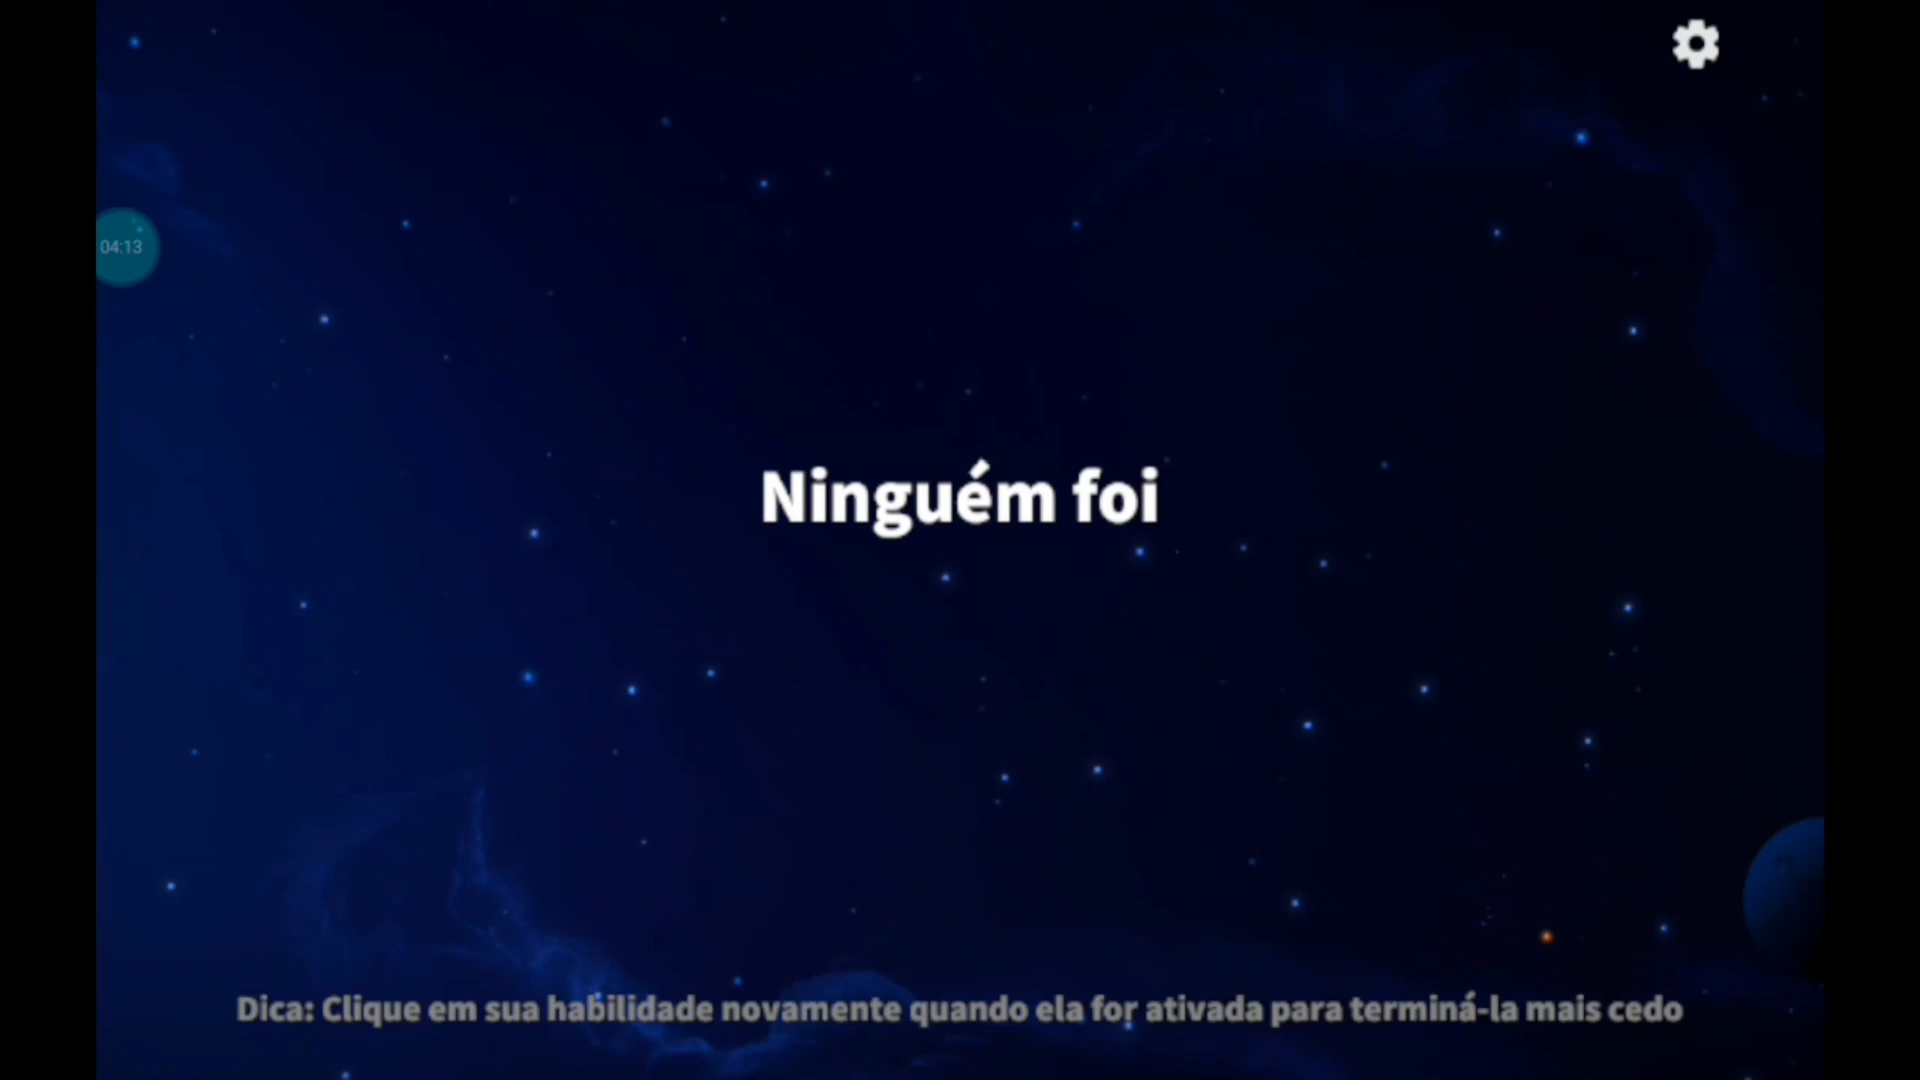 04:13
Ninguém foi
Dica: Clique em sua habilidade novamente quando ela for ativada para terminá-la mais cedo